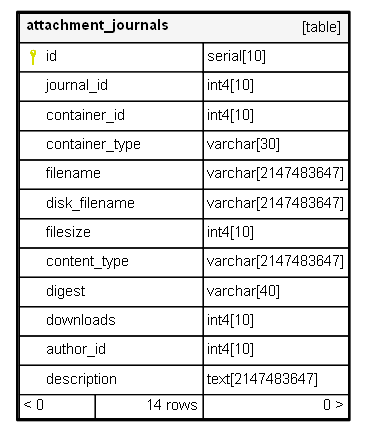 attachment_journals [table]
id serial[10]
journal_id int4[10]
container_id int4[10]
container_type varchar[30]
filename varchar[2147483647]
disk_filename varchar[2147483647]
filesize int4[10]
content_type varchar[2147483647]
digest varchar[40]
downloads int4[10]
author_id int4[10]
description text[2147483647]
< 0 14 rows 0 >